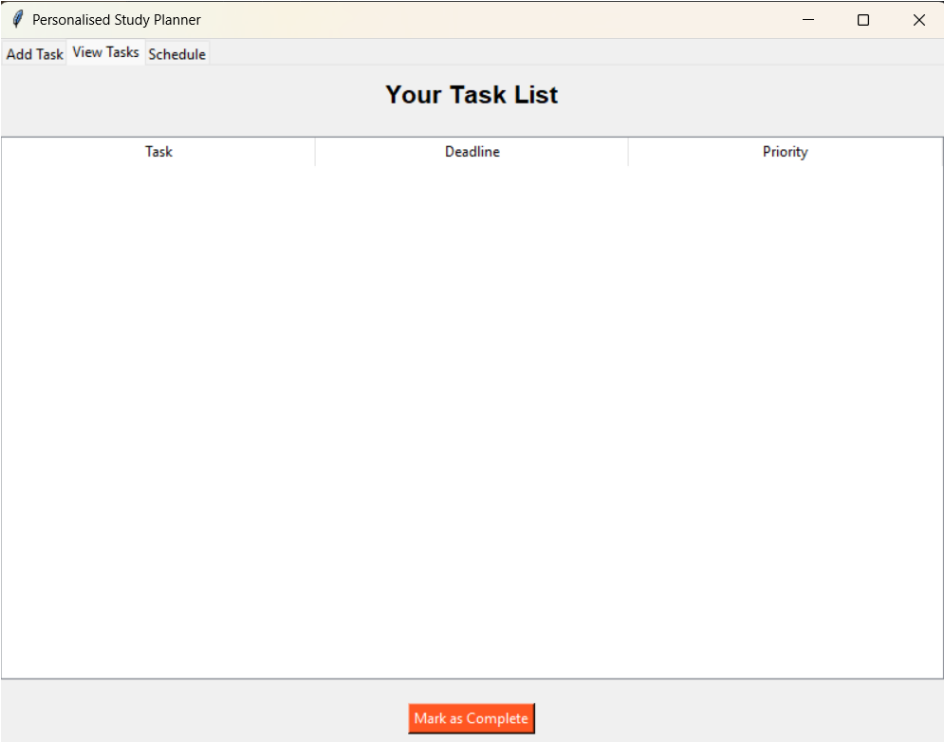 Personalised Study Planner
Add Task View Tasks Schedule
Your Task List
Task Deadline Priority
Mark as Complete